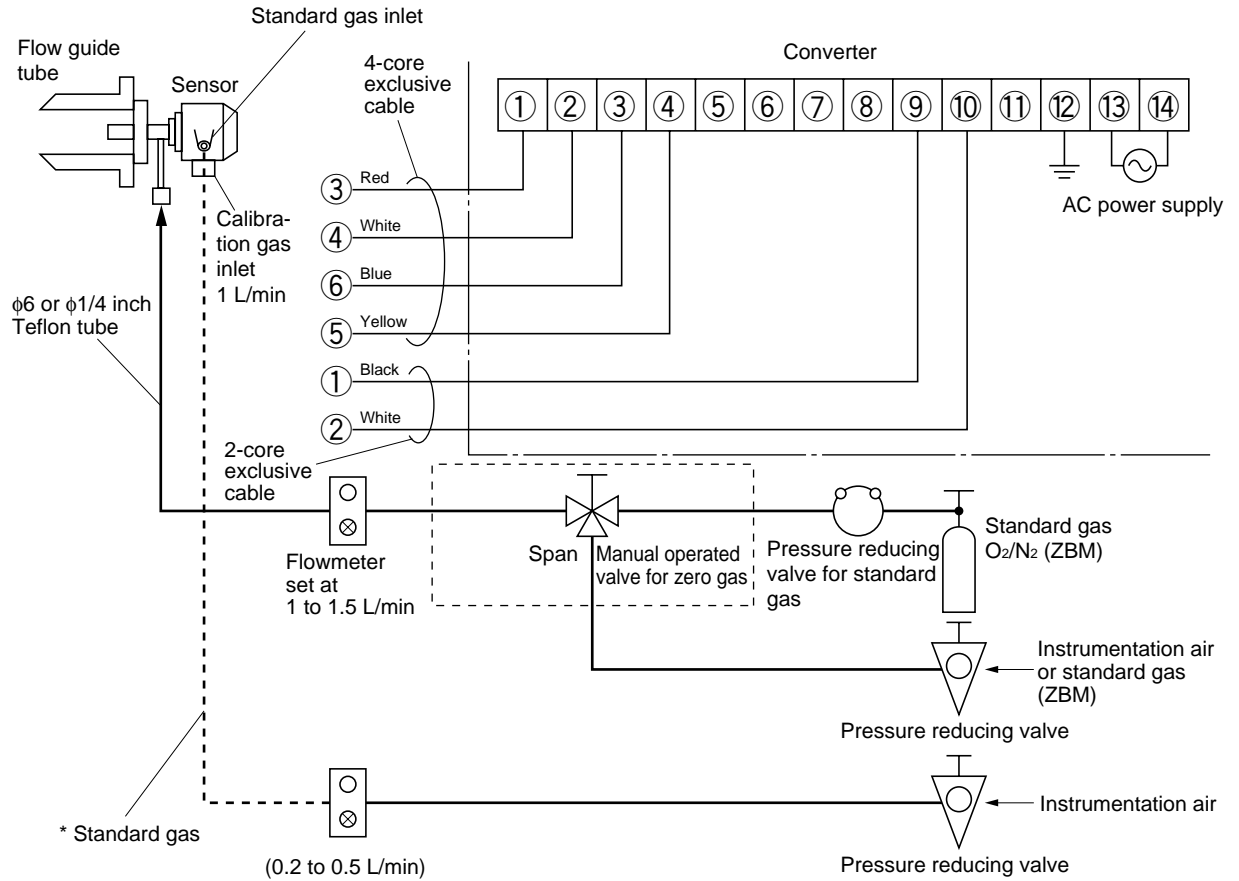 Standard gas inlet
Flow guide
tube
Sensor
4-core
exclusive
cable
Converter
① ② ③ ④ ⑤ ⑥ ⑦ ⑧ ⑨ ⑩ ⑪ ⑫ ⑬ ⑭
AC power supply
③ Red
④ White
⑥ Blue
⑤ Yellow
① Black
② White
Calibra-
tion gas
inlet
1 L/min
ϕ6 or ϕ1/4 inch
Teflon tube
2-core
exclusive
cable
Flowmeter
set at
1 to 1.5 L/min
Span
Manual operated
valve for zero gas
Pressure reducing
valve for standard
gas
Standard gas
O₂/N₂ (ZBM)
Instrumentation air
or standard gas
(ZBM)
Pressure reducing valve
* Standard gas
(0.2 to 0.5 L/min)
Instrumentation air
Pressure reducing valve